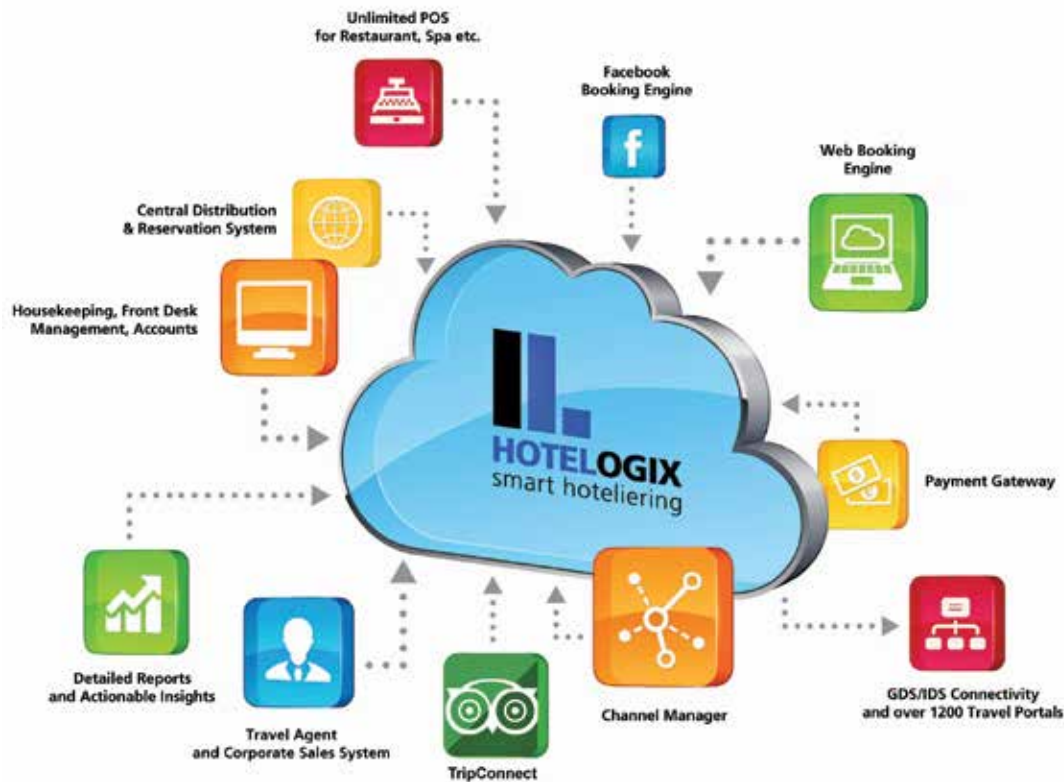 Unlimited POS
for Restaurant, Spa etc.
Facebook
Booking Engine
Web Booking
Engine
Central Distribution
& Reservation System
Housekeeping, Front Desk
Management, Accounts
HOTELOGIX
smart hoteliering
Payment Gateway
Detailed Reports
and Actionable Insights
Travel Agent
and Corporate Sales System
TripConnect
Channel Manager
GDS/IDS Connectivity
and over 1200 Travel Portals